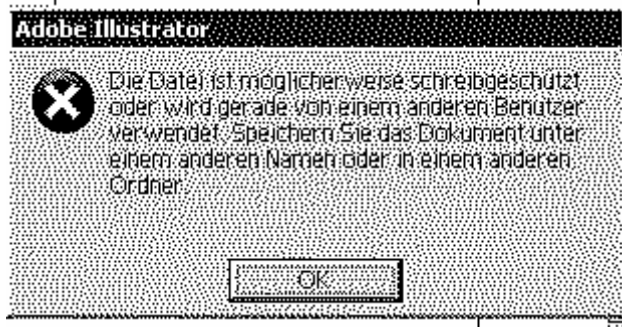 Adobe Illustrator
Die Datei ist möglicherweise schreibgeschützt
oder wird gerade von einem anderen Benutzer
verwendet. Speichern Sie das Dokument unter
einem anderen Namen oder in einem anderen
Ordner.
OK